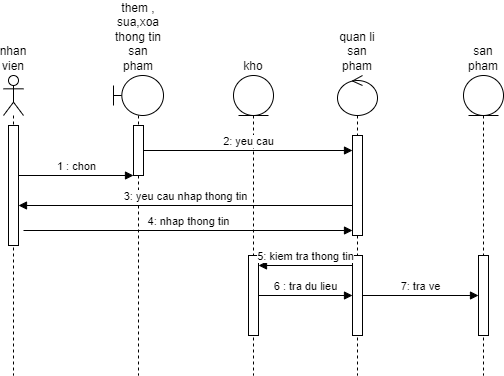 nhan
vien
them ,
sua,xoa
thong tin
san
pham
kho
quan li
san
pham
san
pham
2: yeu cau
1 : chon
3: yeu cau nhap thong tin
4: nhap thong tin
5: kiem tra thong tin
6 : tra du lieu
7: tra ve